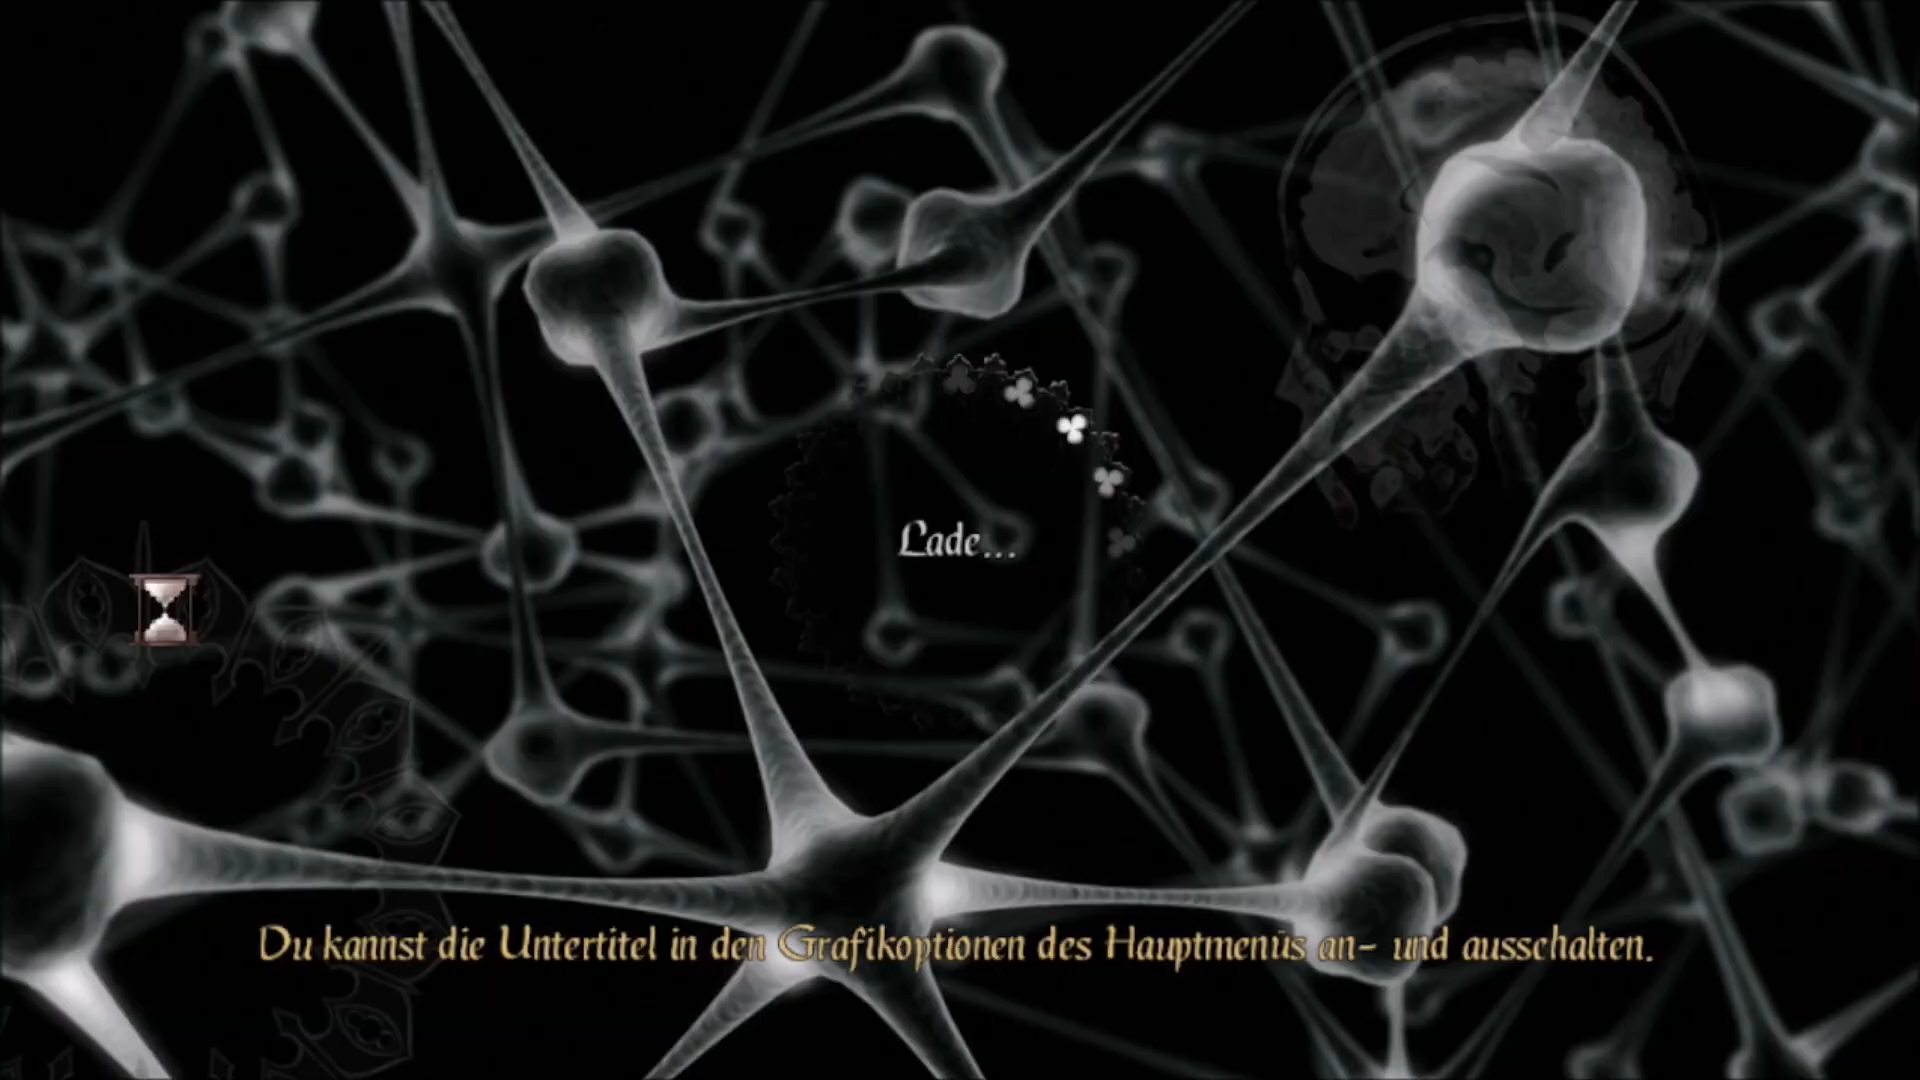 Lade...
Du kannst die Untertitel in den Grafikoptionen des Hauptmenüs an- und ausschalten.